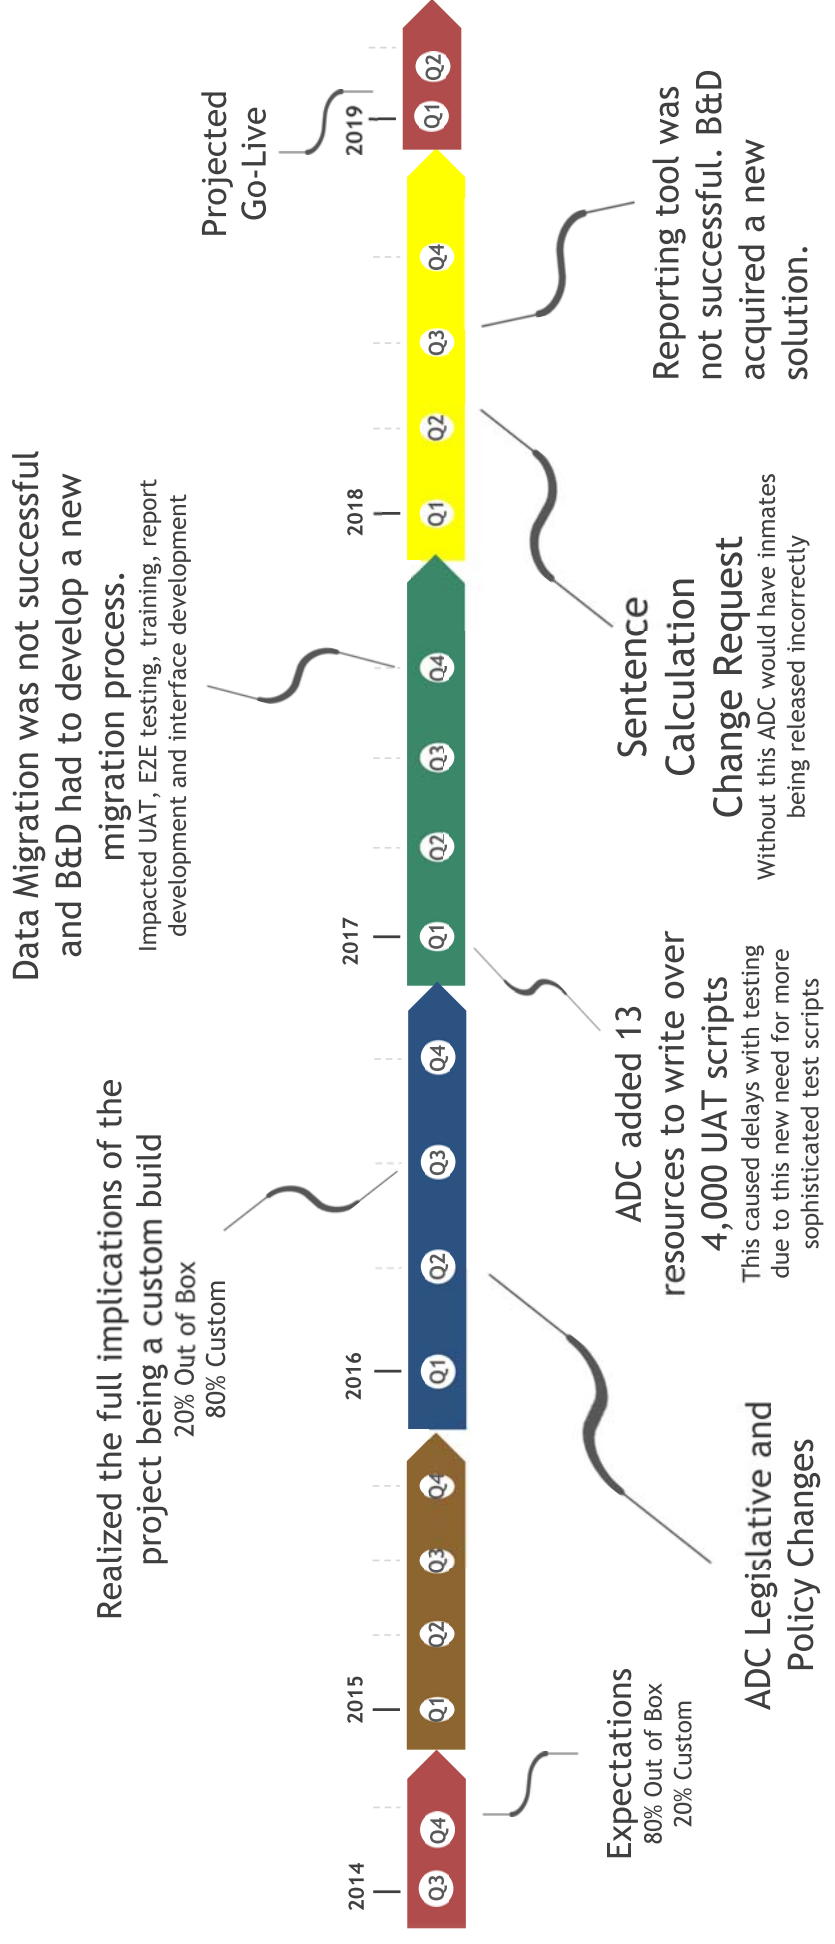 Realized the full implications of the
project being a custom build
20% Out of Box
80% Custom
Data Migration was not successful
and B&D had to develop a new
migration process.
Impacted UAT, E2E testing, training, report
development and interface development
Projected
Go-Live
2014
2015
2016
2017
2018
2019
Q3
Q4
Q1
Q2
Q3
Q4
Q1
Q2
Q3
Q4
Q1
Q2
Q3
Q4
Q1
Q2
Q3
Q4
Q1
Q2
Expectations
80% Out of Box
20% Custom
ADC Legislative and
Policy Changes
ADC added 13
resources to write over
4,000 UAT scripts
This caused delays with testing
due to this new need for more
sophisticated test scripts
Sentence
Calculation
Change Request
Without this ADC would have inmates
being released incorrectly
Reporting tool was
not successful. B&D
acquired a new
solution.